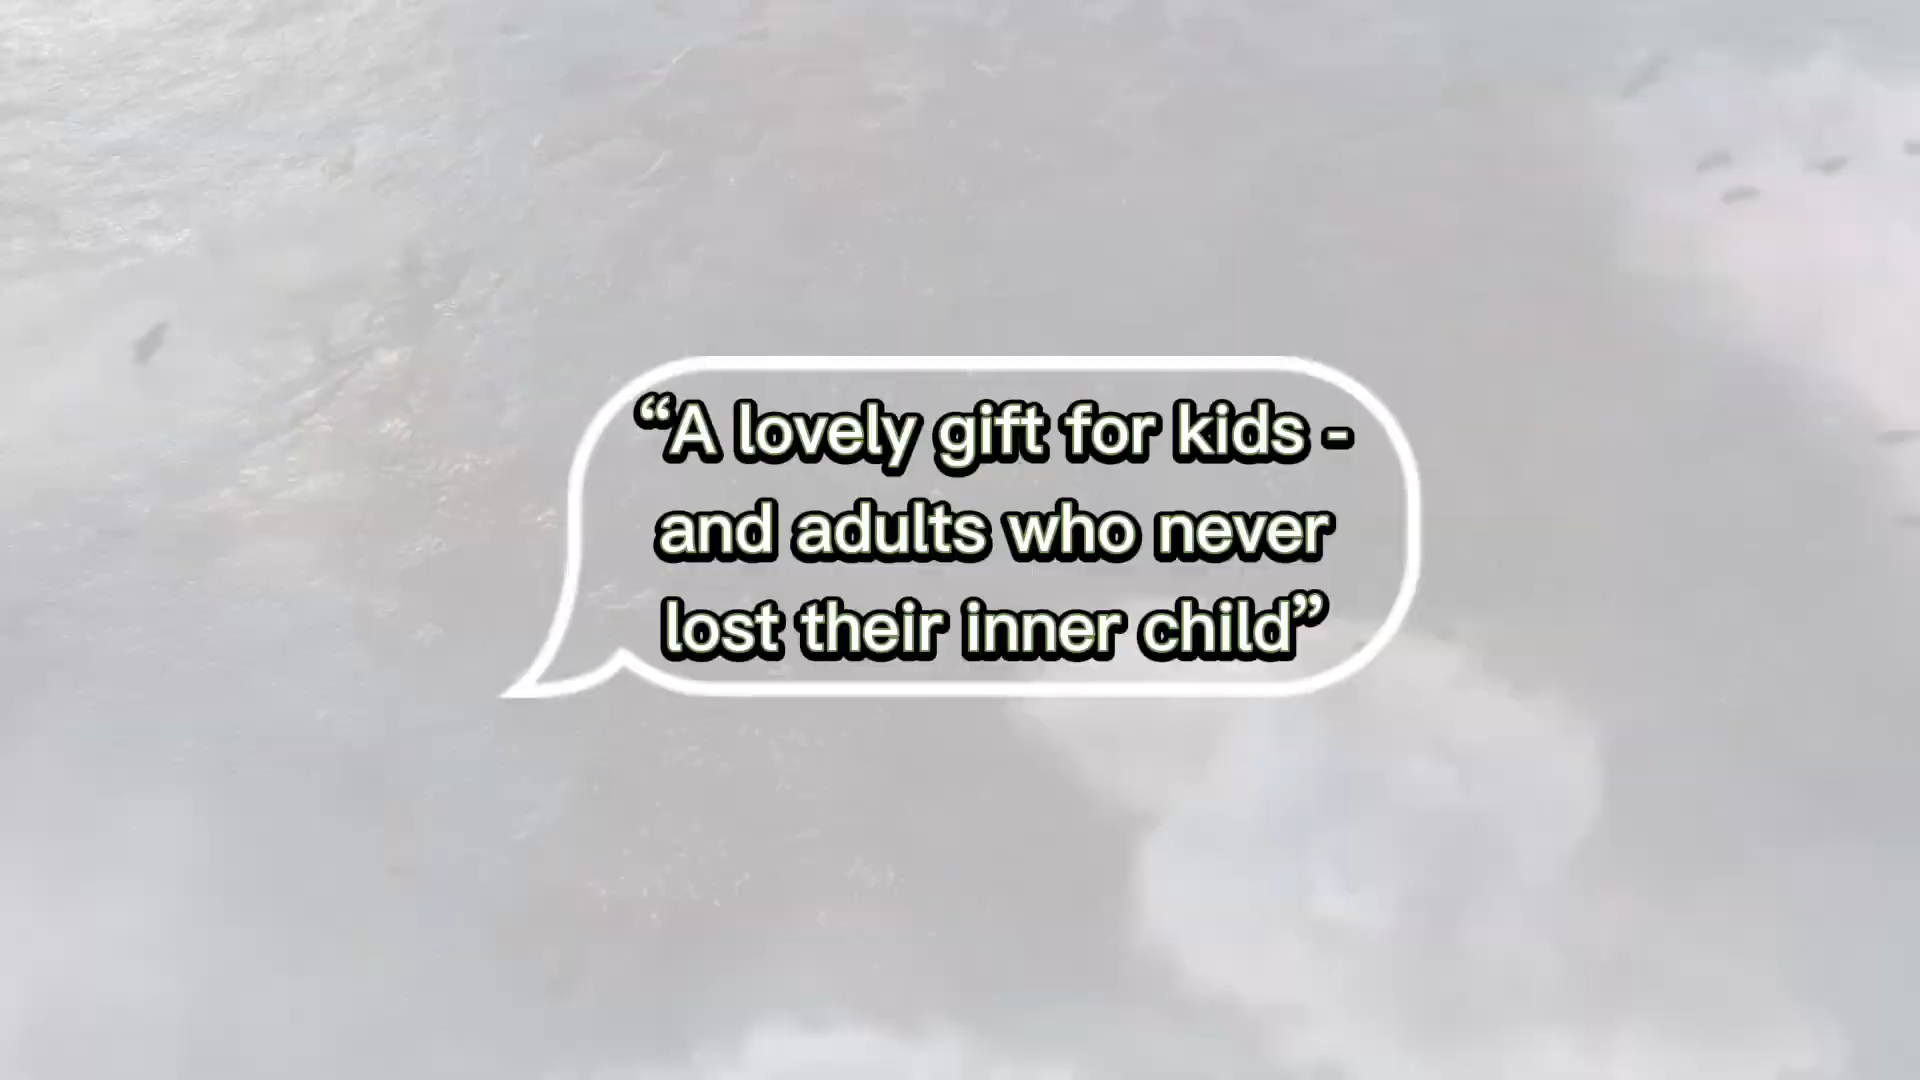 “A lovely gift for kids -
and adults who never
lost their inner child”